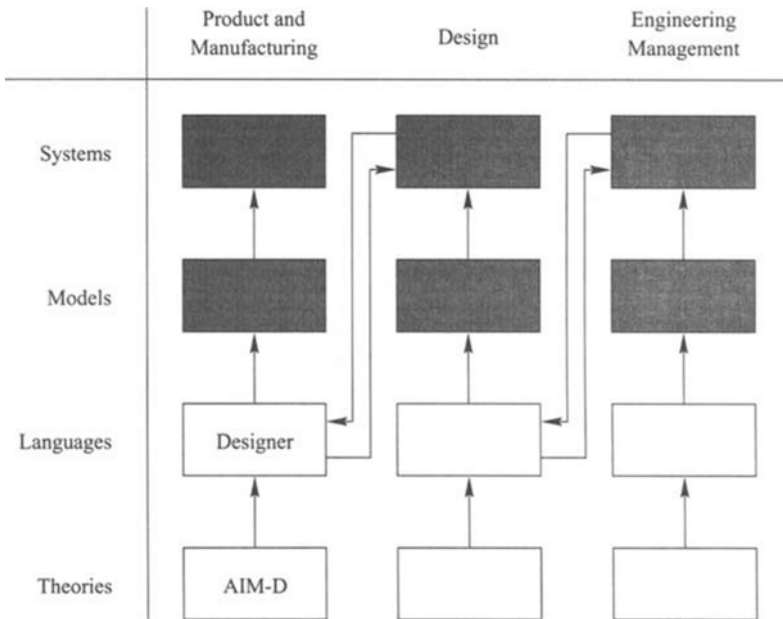 Product and
Manufacturing
Design
Engineering
Management
Systems
Models
Languages
Designer
Theories
AIM-D